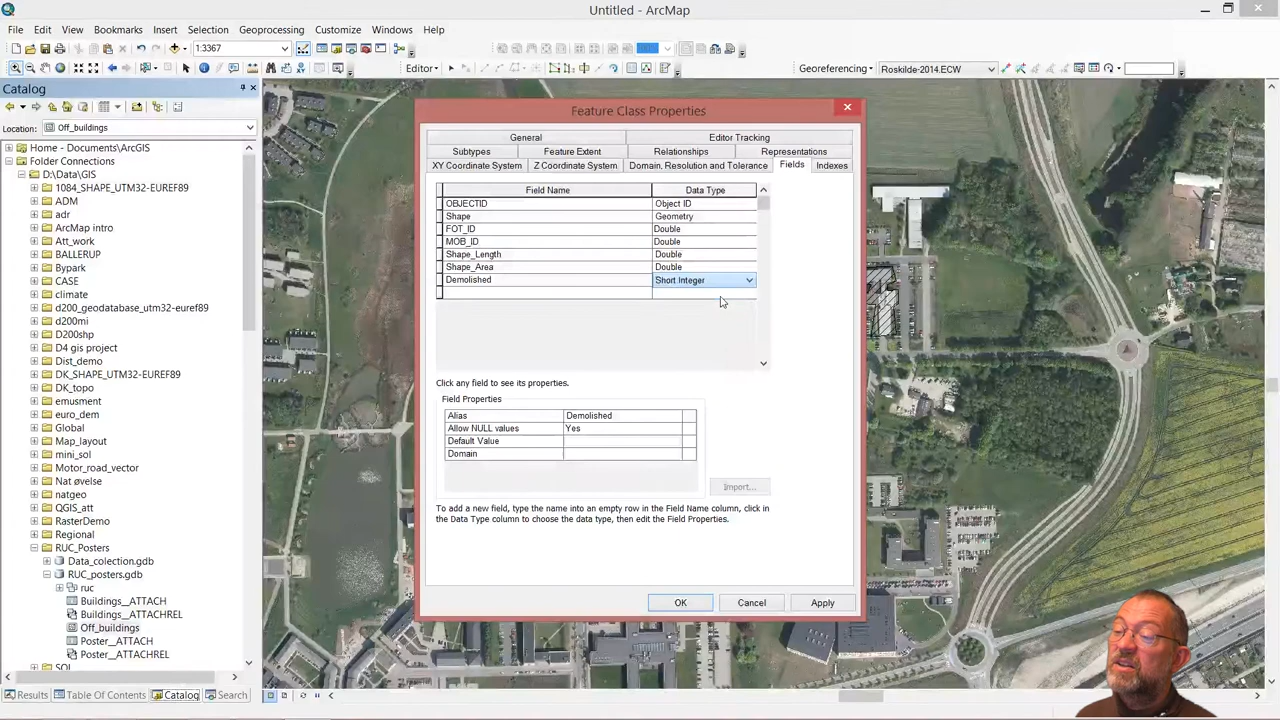 Untitled - ArcMap
File Edit View Bookmarks Insert Selection Geoprocessing Customize Windows Help
1:3367
Editor Georeferencing Roskilde-2014.ECW
Catalog
Location: Off_buildings
Home - Documents\ArcGIS
Folder Connections
D:\Data\GIS
1084_SHAPE_UTM32-EUREF89
ADM
adr
ArcMap intro
Att_work
BALLERUP
Bypark
CASE
climate
d200_geodatabase_utm32-euref89
d200mi
D200shp
D4 gis project
Dist_demo
DK_SHAPE_UTM32-EUREF89
DK_topo
emusment
euro_dem
Global
Map_layout
mini_sol
Motor_road_vector
Nat øvelse
natgeo
QGIS_att
RasterDemo
Regional
RUC_Posters
Data_colection.gdb
RUC_posters.gdb
ruc
Buildings__ATTACH
Buildings__ATTACHREL
Off_buildings
Poster__ATTACH
Poster__ATTACHREL
SOL
Results Table Of Contents Catalog Search
Feature Class Properties
General Editor Tracking
Subtypes Feature Extent Relationships Representations
XY Coordinate System Z Coordinate System Domain, Resolution and Tolerance Fields Indexes
Field Name Data Type
OBJECTID Object ID
Shape Geometry
FOT_ID Double
MOB_ID Double
Shape_Length Double
Shape_Area Double
Demolished Short Integer
Click any field to see its properties.
Field Properties
Alias Demolished
Allow NULL values Yes
Default Value
Domain
Import...
To add a new field, type the name into an empty row in the Field Name column, click in
the Data Type column to choose the data type, then edit the Field Properties.
OK Cancel Apply